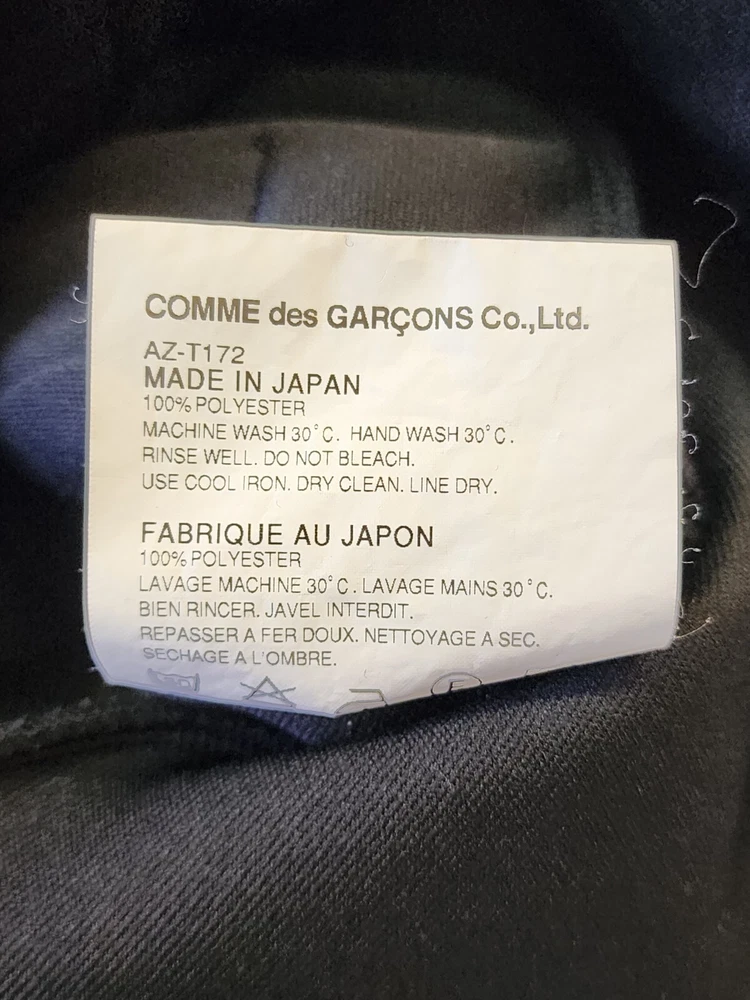 COMME des GARÇONS Co.,Ltd.
AZ-T172
MADE IN JAPAN
100% POLYESTER
MACHINE WASH 30°C. HAND WASH 30°C.
RINSE WELL. DO NOT BLEACH.
USE COOL IRON. DRY CLEAN. LINE DRY.
FABRIQUE AU JAPON
100% POLYESTER
LAVAGE MACHINE 30°C. LAVAGE MAINS 30°C.
BIEN RINCER. JAVEL INTERDIT.
REPASSER A FER DOUX. NETTOYAGE A SEC.
SECHAGE A L'OMBRE.